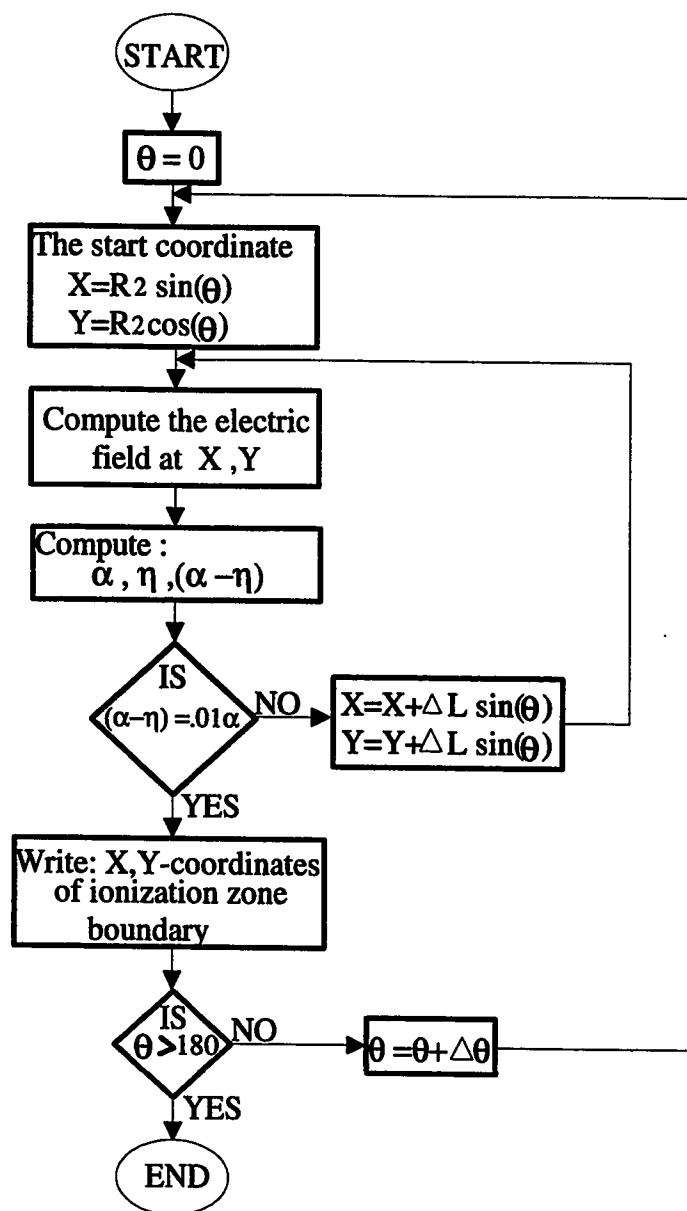 START
θ = 0
The start coordinate
X=R2 sin(θ)
Y=R2cos(θ)
Compute the electric
field at X ,Y
Compute :
α , η ,(α −η)
IS
(α−η) =.01α
NO
X=X+△L sin(θ)
Y=Y+△L sin(θ)
YES
Write: X,Y-coordinates
of ionization zone
boundary
IS
θ >180
NO
θ =θ+△θ
YES
END